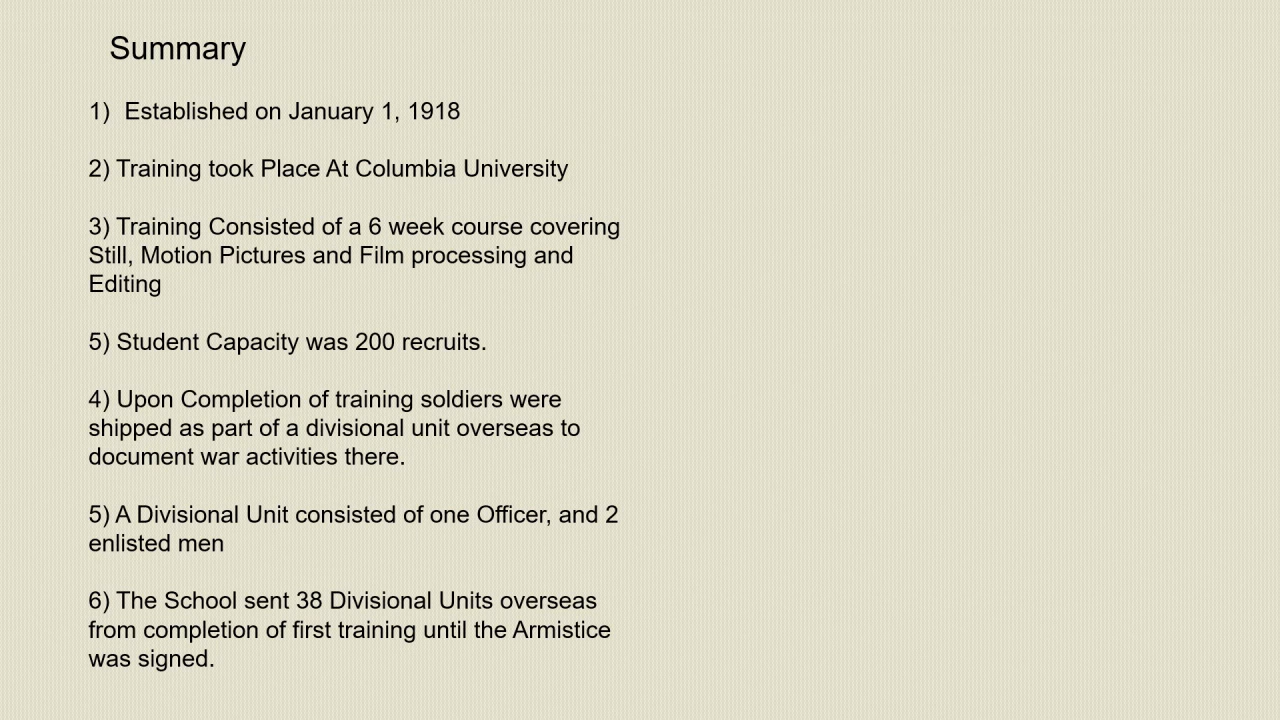 Summary
1) Established on January 1, 1918
2) Training took Place At Columbia University
3) Training Consisted of a 6 week course covering
Still, Motion Pictures and Film processing and
Editing
5) Student Capacity was 200 recruits.
4) Upon Completion of training soldiers were
shipped as part of a divisional unit overseas to
document war activities there.
5) A Divisional Unit consisted of one Officer, and 2
enlisted men
6) The School sent 38 Divisional Units overseas
from completion of first training until the Armistice
was signed.